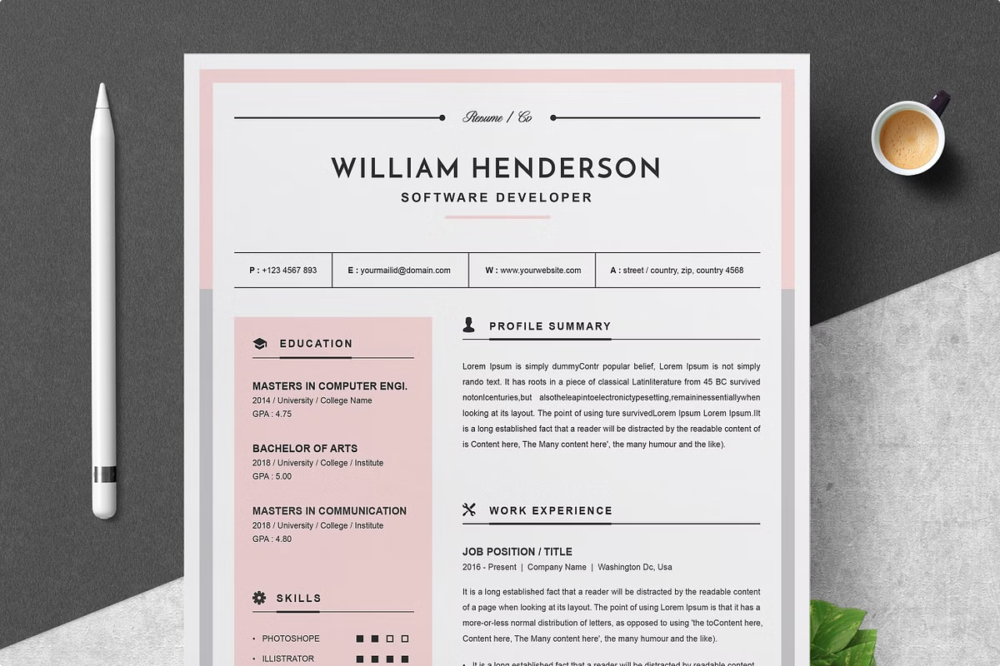 Resume / Co
WILLIAM HENDERSON
SOFTWARE DEVELOPER
P : +123 4567 893
E : yourmailid@domain.com
W : www.yourwebsite.com
A : street / country, zip, country 4568
EDUCATION
MASTERS IN COMPUTER ENGI.
2014 / University / College Name
GPA : 4.75
BACHELOR OF ARTS
2018 / University / College / Institute
GPA : 5.00
MASTERS IN COMMUNICATION
2018 / University / College / Institute
GPA : 4.80
SKILLS
• PHOTOSHOPE
• ILLISTRATOR
PROFILE SUMMARY
Lorem Ipsum is simply dummyContr popular belief, Lorem Ipsum is not simply
rando text. It has roots in a piece of classical Latinliterature from 45 BC survived
notonlcenturies,but alsotheleapintoelectronictypesetting,remaininessentiallywhen
looking at its layout. The point of using ture survivedLorem Ipsum Lorem Ipsum.IIt
is a long established fact that a reader will be distracted by the readable content of
is Content here, The Many content here', the many humour and the like).
WORK EXPERIENCE
JOB POSITION / TITLE
2016 - Present | Company Name | Washington Dc, Usa
It is a long established fact that a reader will be distracted by the readable content
of a page when looking at its layout. The point of using Lorem Ipsum is that it has a
more-or-less normal distribution of letters, as opposed to using 'the toContent here,
Content here, The Many content here', the many humour and the like).
• It is a long established fact that a reader will be distracted by the readable content